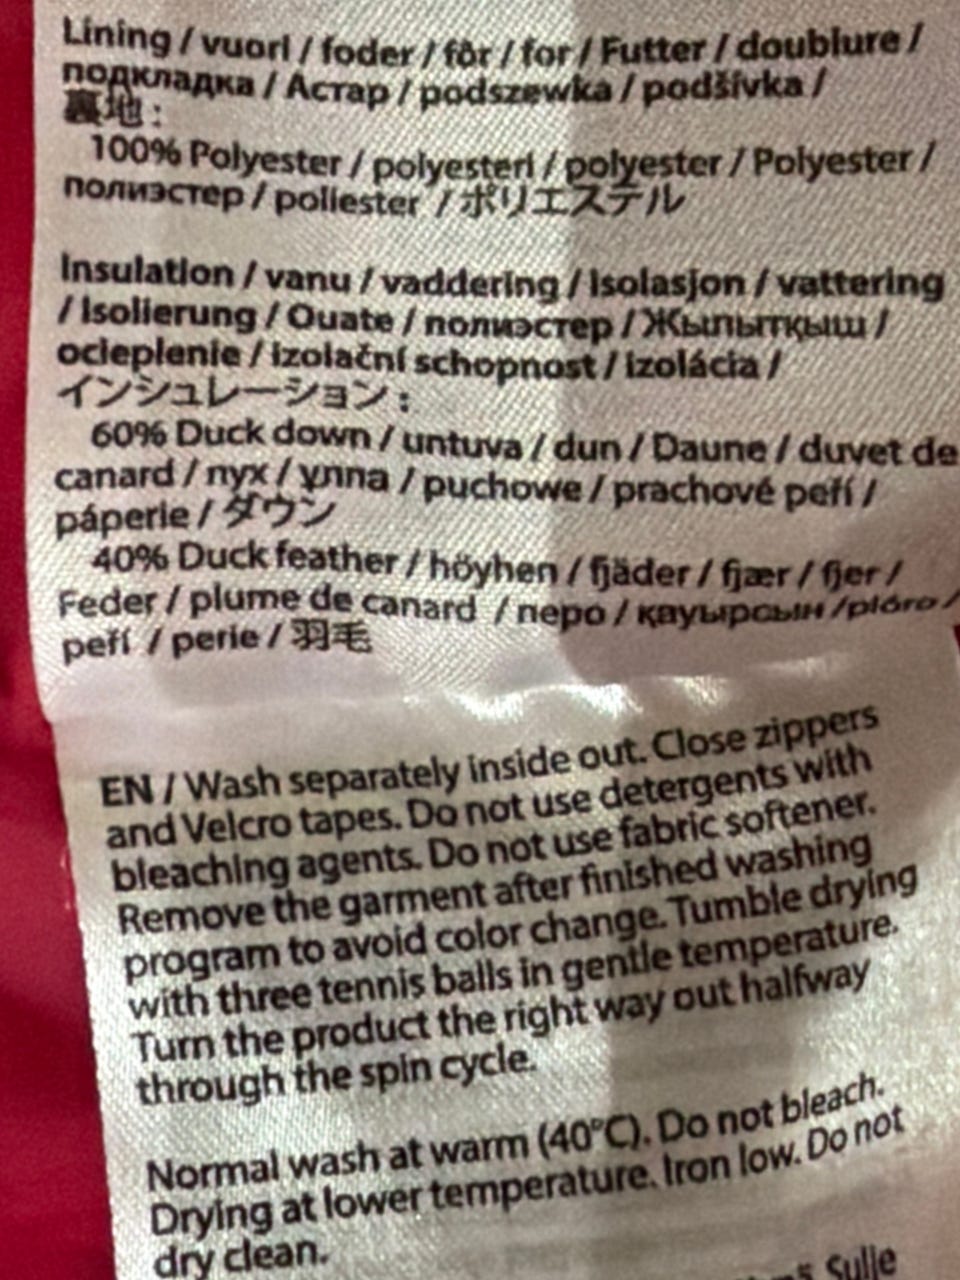 Lining / vuori / foder / fôr / for / Futter / doublure /
подкладка / Астар / podszewka / podšívka /
裏地 :
100% Polyester / polyesteri / polyester / Polyester /
полиэстер / poliester / ポリエステル
Insulation / vanu / vaddering / Isolasjon / vattering
/ Isolierung / Ouate / полиэстер / Жылытқыш /
ocieplenie / izolační schopnost / izolácia /
インシュレーション :
60% Duck down / untuva / dun / Daune / duvet de
canard / пух / ұлпа / puchowe / prachové peří /
páperie / ダウン
40% Duck feather / höyhen / fjäder / fjær / fjer /
Feder / plume de canard / перо / қауырсын / pióro /
peří / perie / 羽毛
EN / Wash separately inside out. Close zippers
and Velcro tapes. Do not use detergents with
bleaching agents. Do not use fabric softener.
Remove the garment after finished washing
program to avoid color change. Tumble drying
with three tennis balls in gentle temperature.
Turn the product the right way out halfway
through the spin cycle.
Normal wash at warm (40°C). Do not bleach.
Drying at lower temperature. Iron low. Do not
dry clean.
Sulje